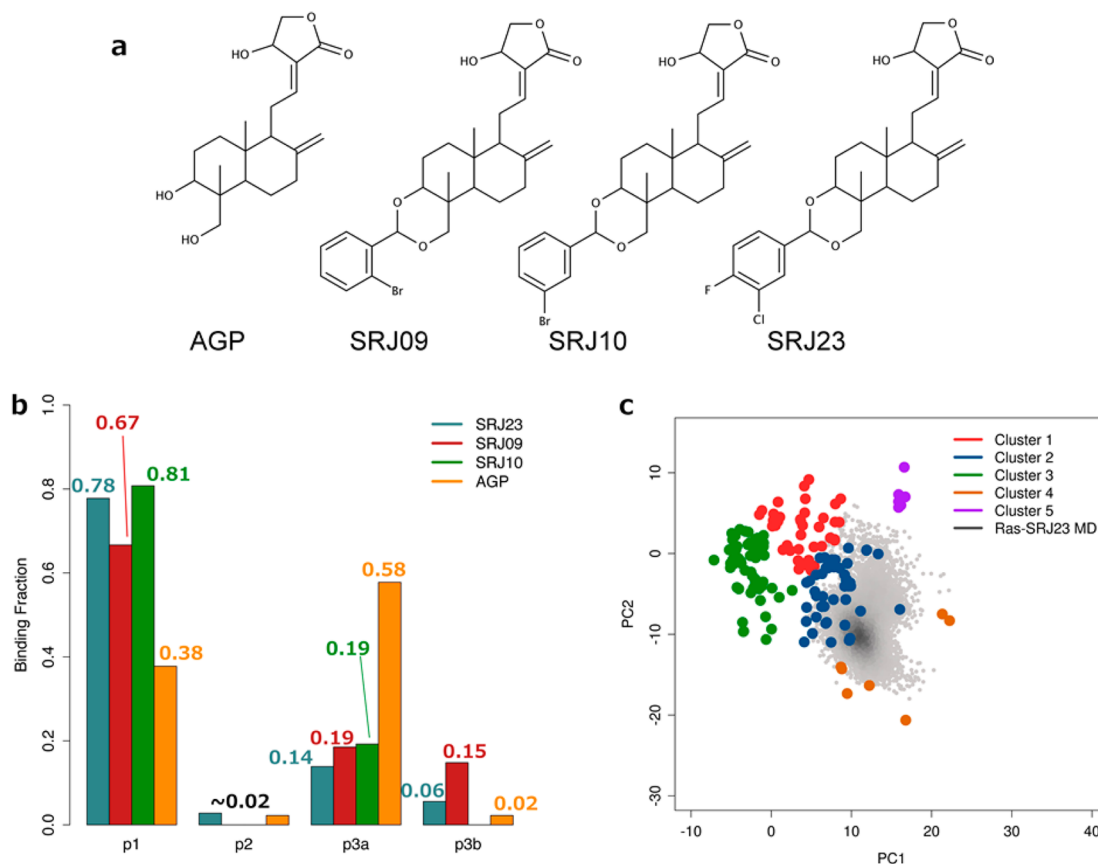 a
O
O
HO
HO
HO
AGP
O
O
HO
O
O
Br
SRJ09
O
O
HO
O
O
Br
SRJ10
O
O
HO
O
O
F
Cl
SRJ23
b
Binding Fraction
1.0
0.8
0.6
0.4
0.2
0.0
SRJ23
SRJ09
SRJ10
AGP
0.78
0.67
0.81
0.38
~0.02
0.14
0.19
0.19
0.58
0.06
0.15
0.02
p1
p2
p3a
p3b
c
PC2
10
0
-10
-20
-30
Cluster 1
Cluster 2
Cluster 3
Cluster 4
Cluster 5
Ras-SRJ23 MD
-10
0
10
20
30
40
PC1